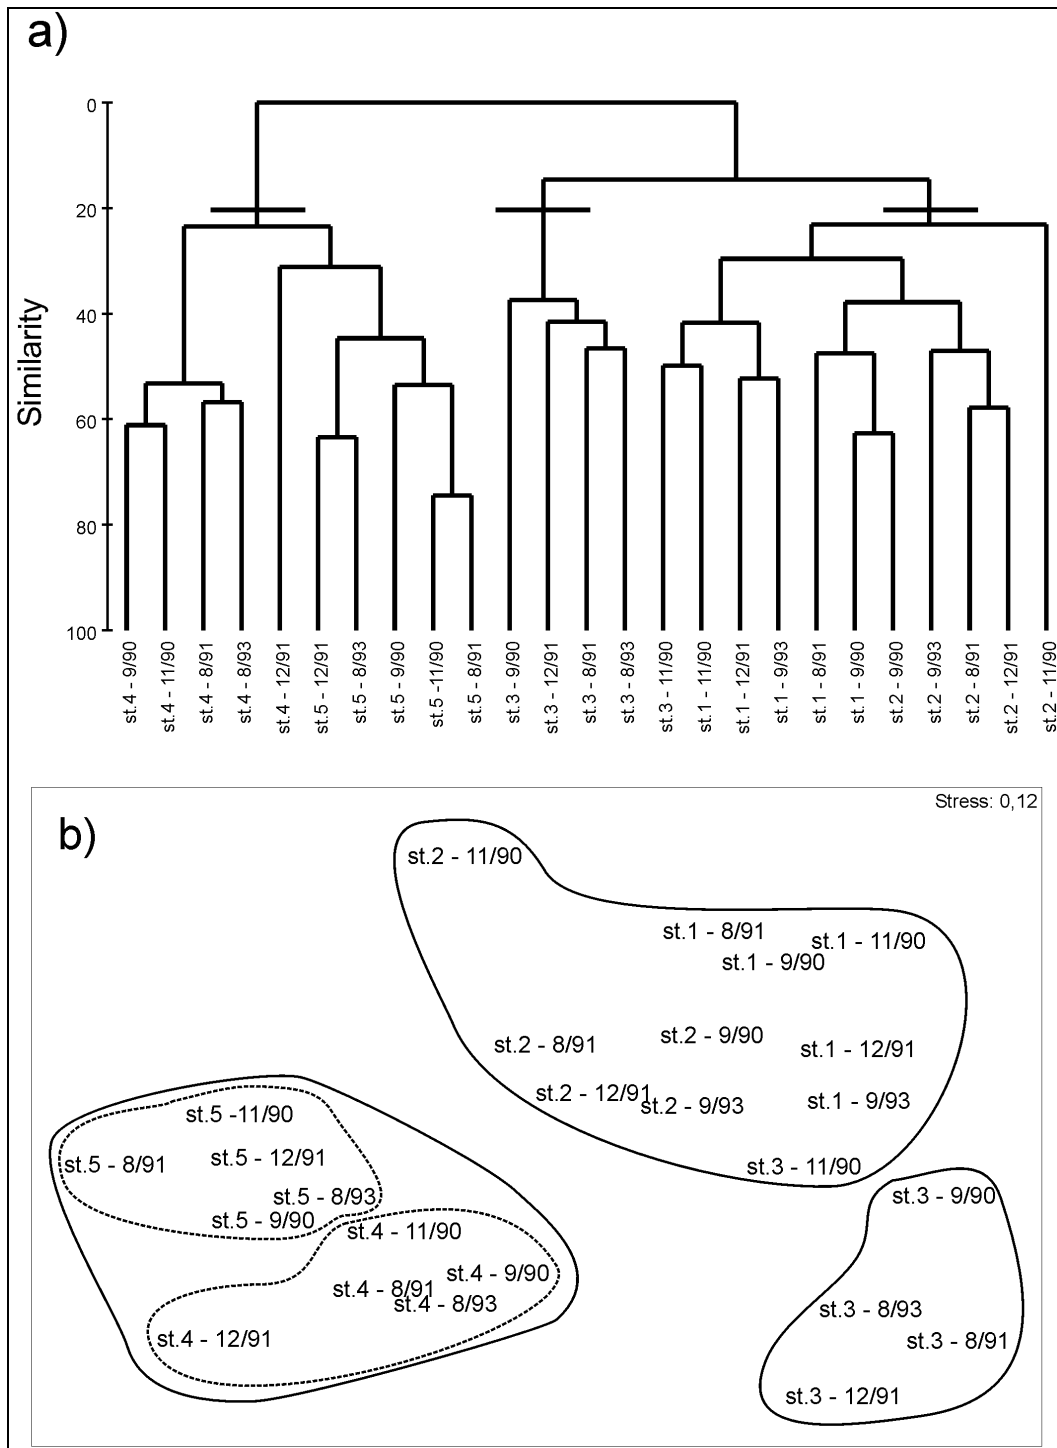 a)
Similarity
0
20
40
60
80
100
st.4 - 9/90
st.4 - 11/90
st.4 - 8/91
st.4 - 8/93
st.4 - 12/91
st.5 - 12/91
st.5 - 8/93
st.5 - 9/90
st.5 -11/90
st.5 - 8/91
st.3 - 9/90
st.3 - 12/91
st.3 - 8/91
st.3 - 8/93
st.3 - 11/90
st.1 - 11/90
st.1 - 12/91
st.1 - 9/93
st.1 - 8/91
st.1 - 9/90
st.2 - 9/90
st.2 - 9/93
st.2 - 8/91
st.2 - 12/91
st.2 - 11/90
Stress: 0,12
b)
st.2 - 11/90
st.1 - 8/91
st.1 - 11/90
st.1 - 9/90
st.2 - 9/90
st.2 - 8/91
st.1 - 12/91
st.2 - 12/91
st.2 - 9/93
st.1 - 9/93
st.5 -11/90
st.5 - 12/91
st.5 - 8/91
st.3 - 11/90
st.5 - 8/93
st.3 - 9/90
st.5 - 9/90
st.4 - 11/90
st.4 - 9/90
st.4 - 8/91
st.4 - 8/93
st.3 - 8/93
st.4 - 12/91
st.3 - 8/91
st.3 - 12/91